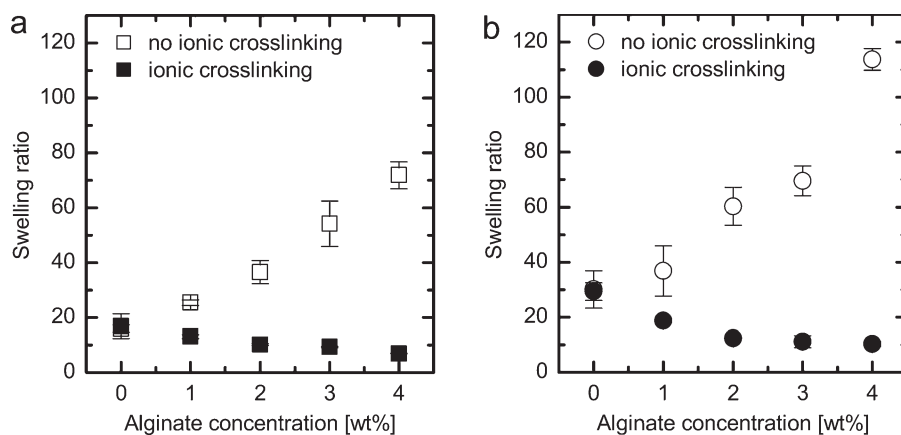 a
no ionic crosslinking
ionic crosslinking
Swelling ratio
120
100
80
60
40
20
0
0 1 2 3 4
Alginate concentration [wt%]
b
no ionic crosslinking
ionic crosslinking
Swelling ratio
120
100
80
60
40
20
0
0 1 2 3 4
Alginate concentration [wt%]